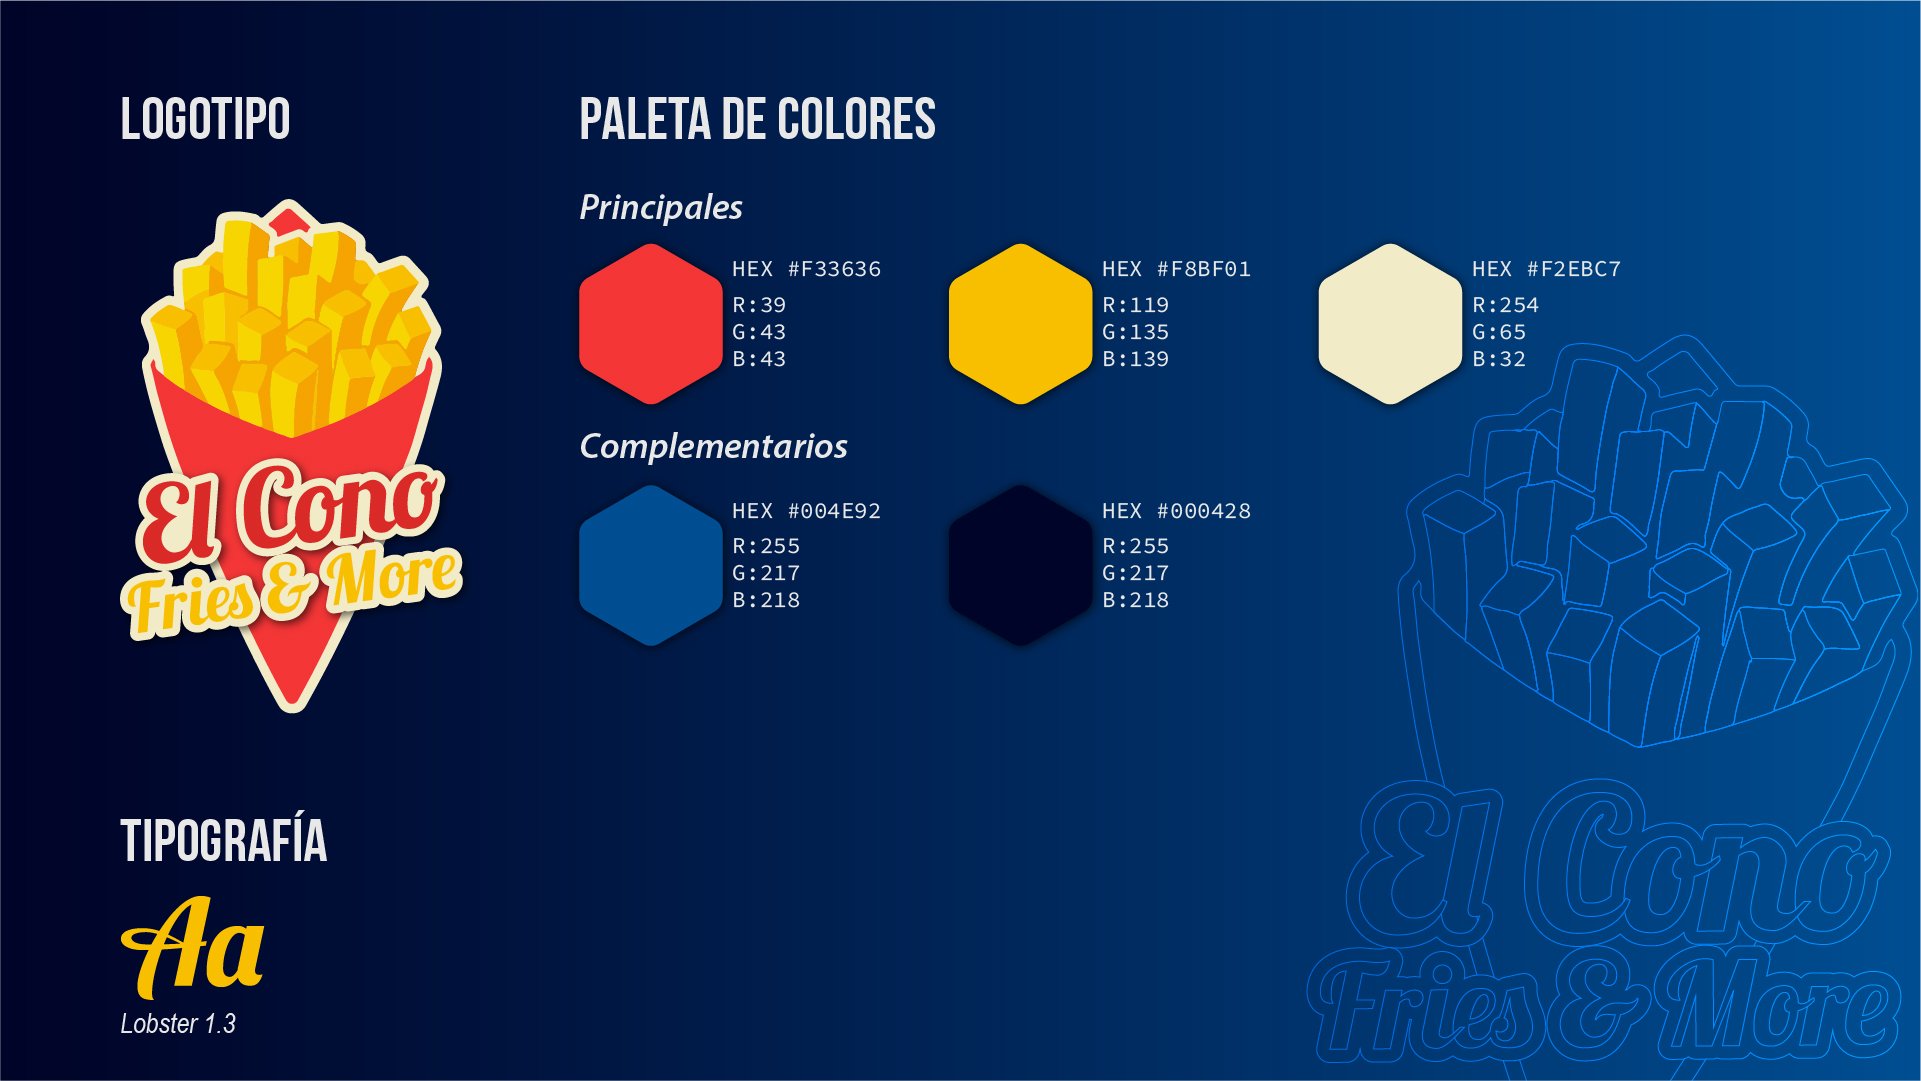 LOGOTIPO
El Cono
Fries & More
TIPOGRAFÍA
Aa
Lobster 1.3
PALETA DE COLORES
Principales
HEX #F33636
R:39
G:43
B:43
HEX #F8BF01
R:119
G:135
B:139
HEX #F2EBC7
R:254
G:65
B:32
Complementarios
HEX #004E92
R:255
G:217
B:218
HEX #000428
R:255
G:217
B:218
El Cono
Fries & More